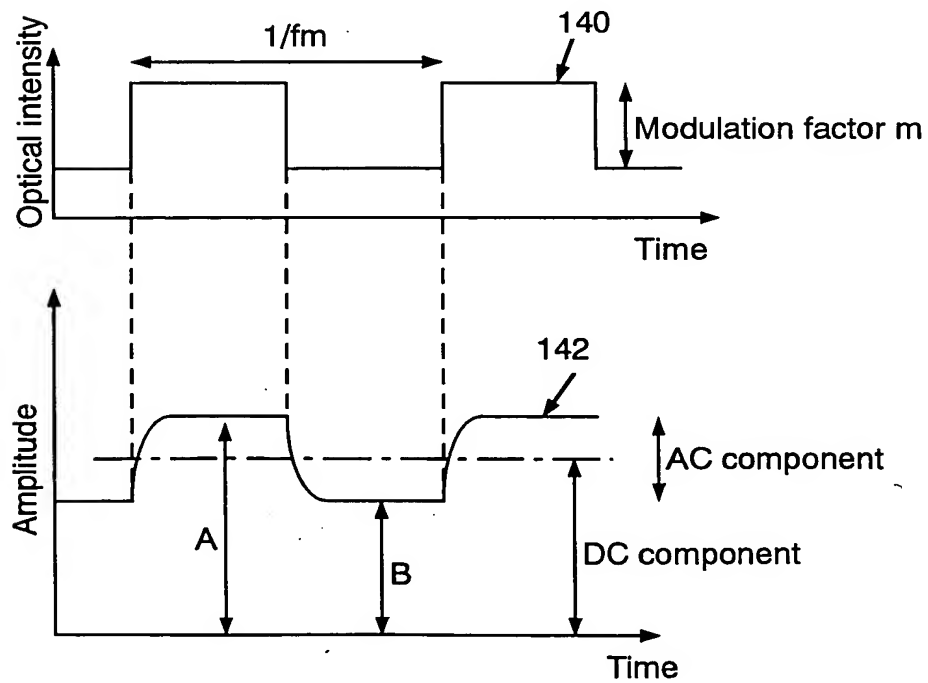 1/fm
140
Optical intensity
Modulation factor m
Time
142
Amplitude
AC component
A
B
DC component
Time